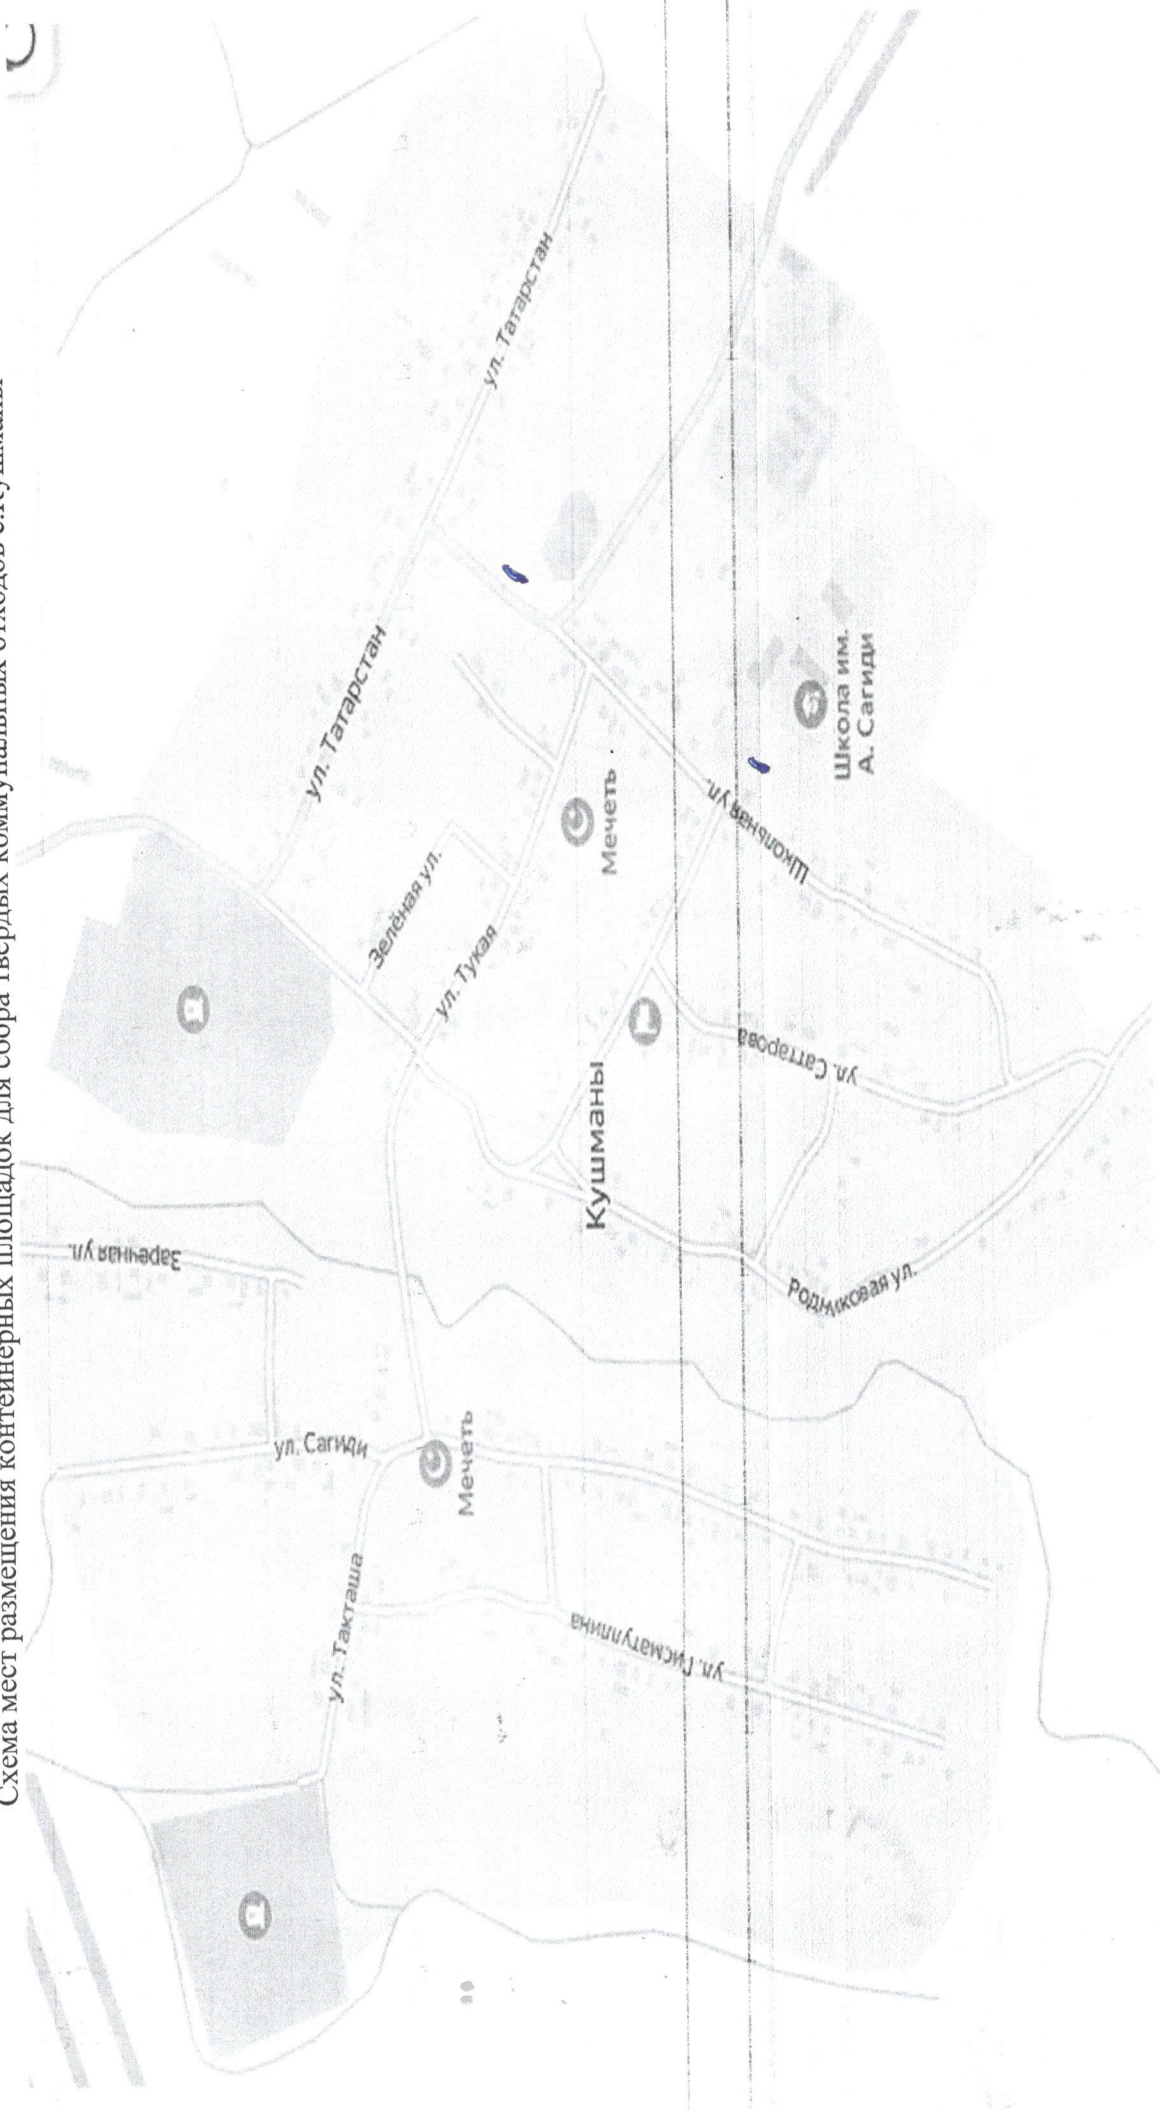 Схема мест размещения контейнерных площадок для сбора твердых коммунальных отходов с.Кушманы
ул. Татарстан
ул. Татарстан
Зелёная ул.
ул. Тукая
Мечеть
Школа им.
А. Сагиди
Школьная ул.
Кушманы
ул. Саттарова
Заречная ул.
Родниковая ул.
ул. Сагиди
Мечеть
ул. Такташа
ул. Гисматуллина